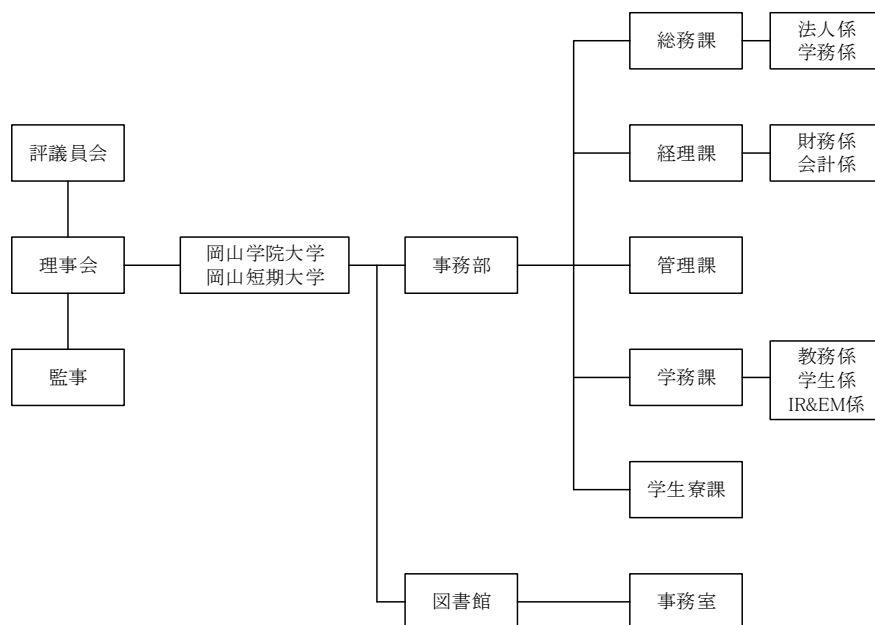 総務課
法人係
学務係
評議員会
経理課
財務係
会計係
理事会
岡山学院大学
岡山短期大学
事務部
管理課
監事
学務課
教務係
学生係
IR&EM係
学生寮課
図書館
事務室